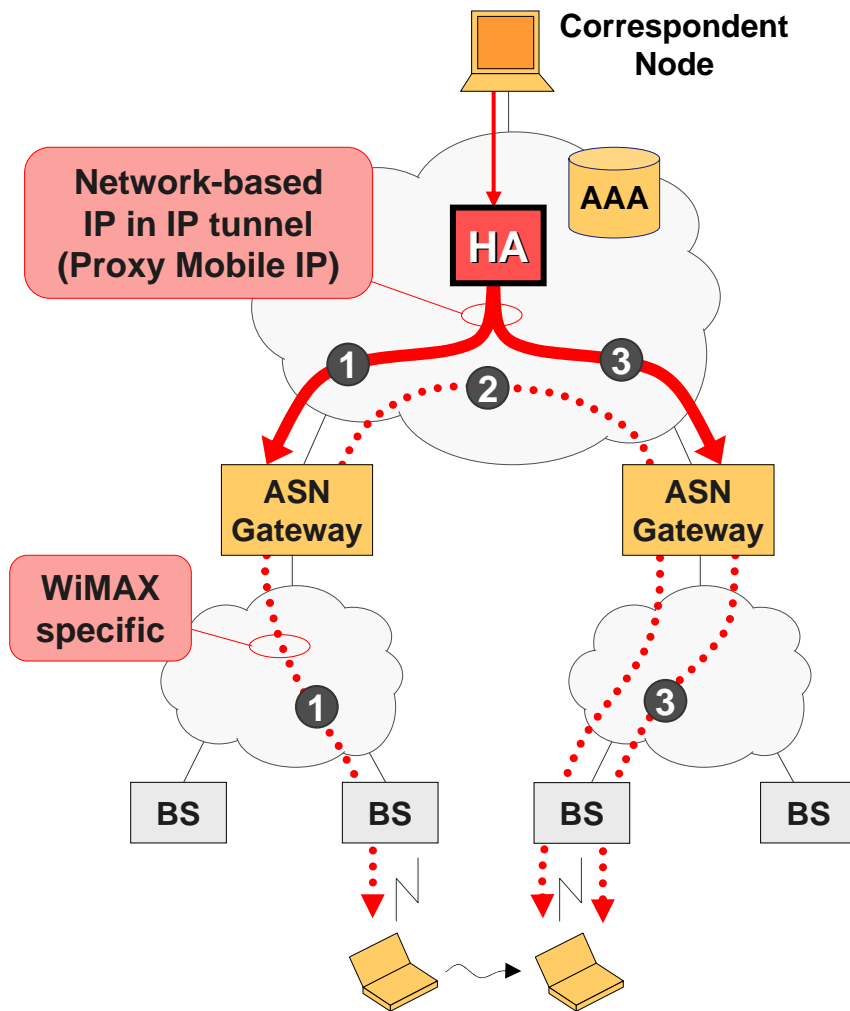 Correspondent
Node
Network-based
IP in IP tunnel
(Proxy Mobile IP)
AAA
HA
1
3
2
ASN
Gateway
ASN
Gateway
WiMAX
specific
1
3
BS
BS
BS
BS